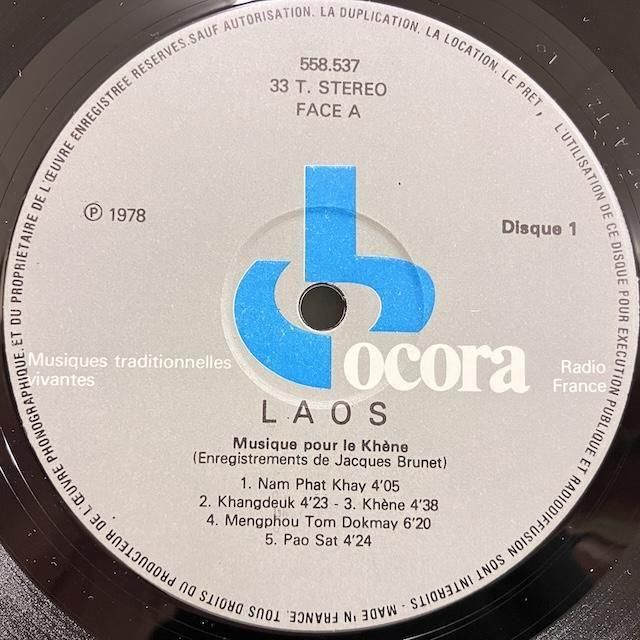 TOUS DROITS DU PRODUCTEUR DE L'ŒUVRE PHONOGRAPHIQUE.ET DU PROPRIETAIRE DE L'ŒUVRE ENREGISTREE RESERVES.SAUF AUTORISATION. LA DUPLICATION. LA LOCATION. LE PRET, L'UTILISATION DE CE DISQUE POUR EXECUTION PUBLIQUE ET RADIODIFFUSION SONT INTERDITS - MADE IN FRANCE.
558.537
33 T. STEREO
FACE A
℗ 1978
Disque 1
Musiques traditionnelles
vivantes
ocora
Radio
France
LAOS
Musique pour le Khène
(Enregistrements de Jacques Brunet)
1. Nam Phat Khay 4'05
2. Khangdeuk 4'23 - 3. Khène 4'38
4. Mengphou Tom Dokmay 6'20
5. Pao Sat 4'24